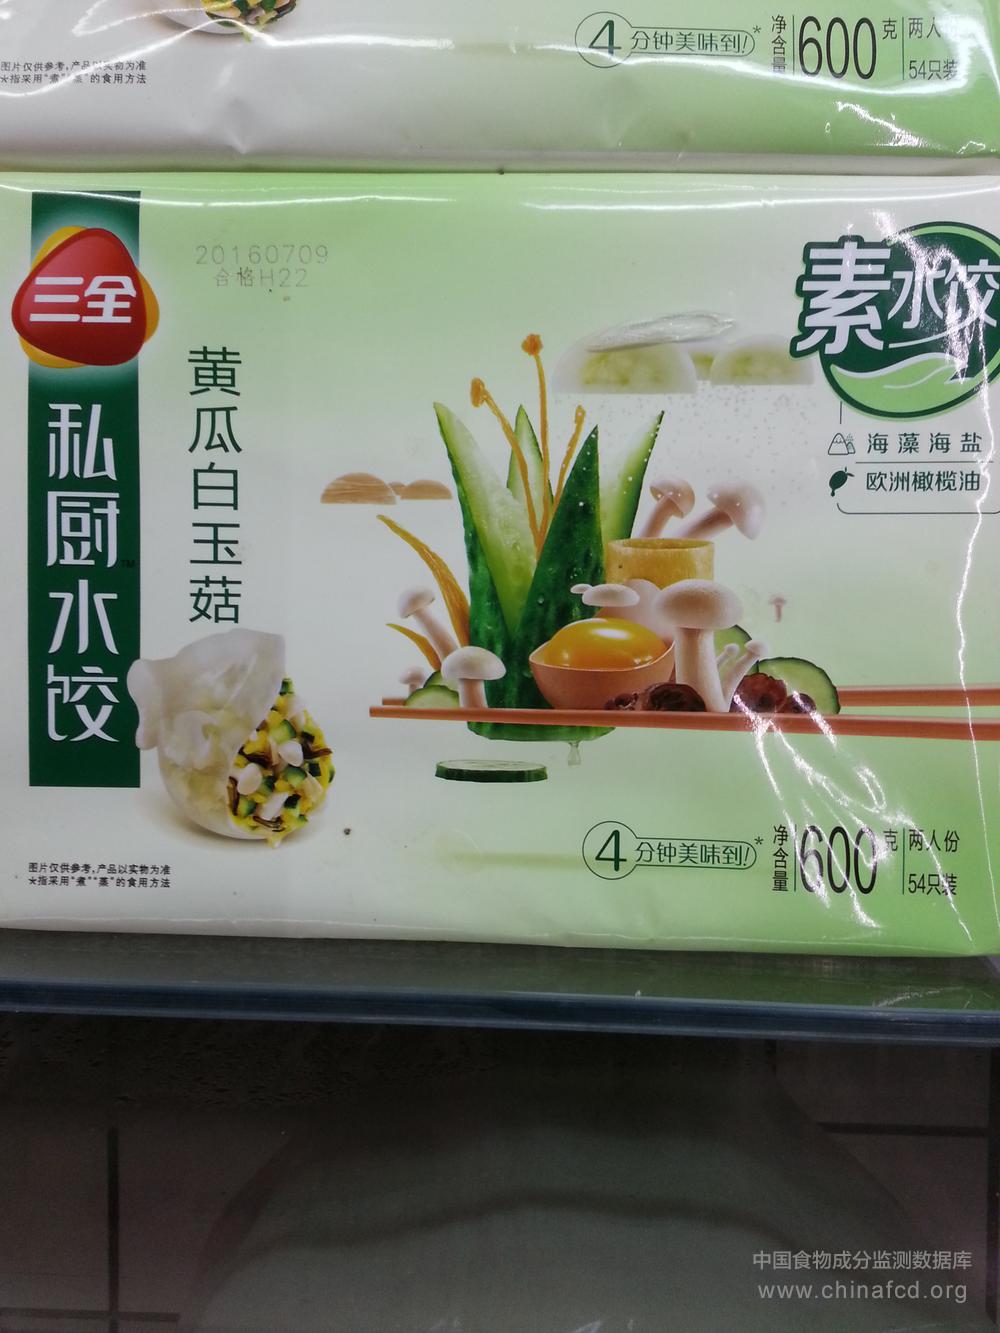 4分钟美味到!*
净含量
600克
两人份
54只装
图片仅供参考,产品以实物为准
★指采用"煮""蒸"的食用方法
三全
私厨水饺™
20160709
合格H22
黄瓜白玉菇
素水饺
海藻海盐
欧洲橄榄油
4分钟美味到!*
净含量
600克
两人份
54只装
图片仅供参考,产品以实物为准
★指采用"煮""蒸"的食用方法
中国食物成分监测数据库
www.chinafcd.org